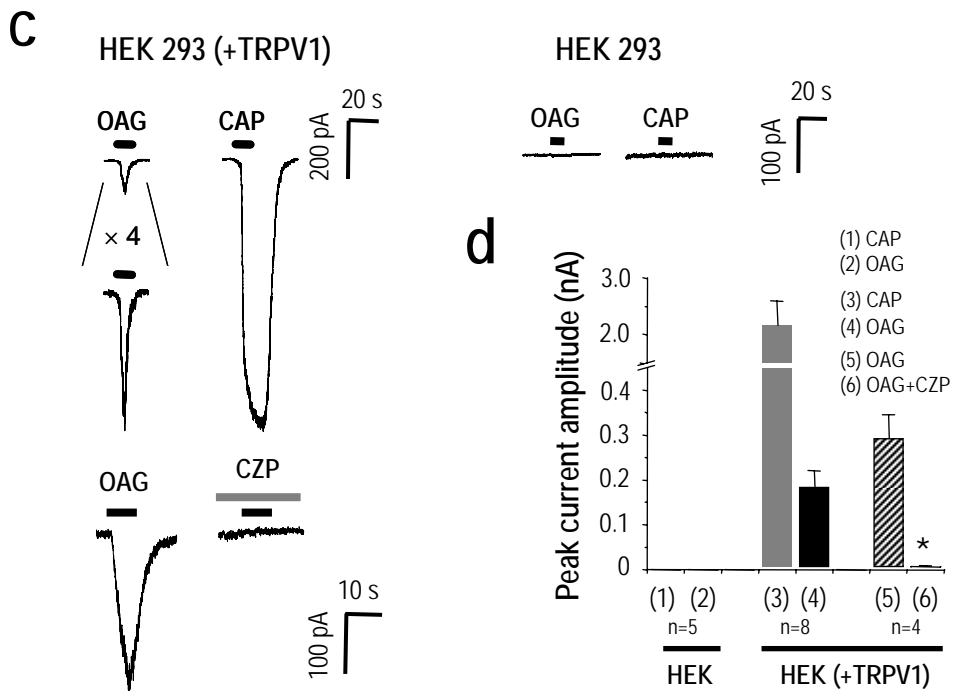 c
HEK 293 (+TRPV1)
HEK 293
OAG
CAP
20 s
200 pA
× 4
OAG
CAP
20 s
100 pA
OAG
CZP
10 s
100 pA
d
(1) CAP
(2) OAG
(3) CAP
(4) OAG
(5) OAG
(6) OAG+CZP
Peak current amplitude (nA)
3.0
2.0
0.4
0.3
0.2
0.1
0
*
(1) (2) (3) (4) (5) (6)
n=5 n=8 n=4
HEK HEK (+TRPV1)